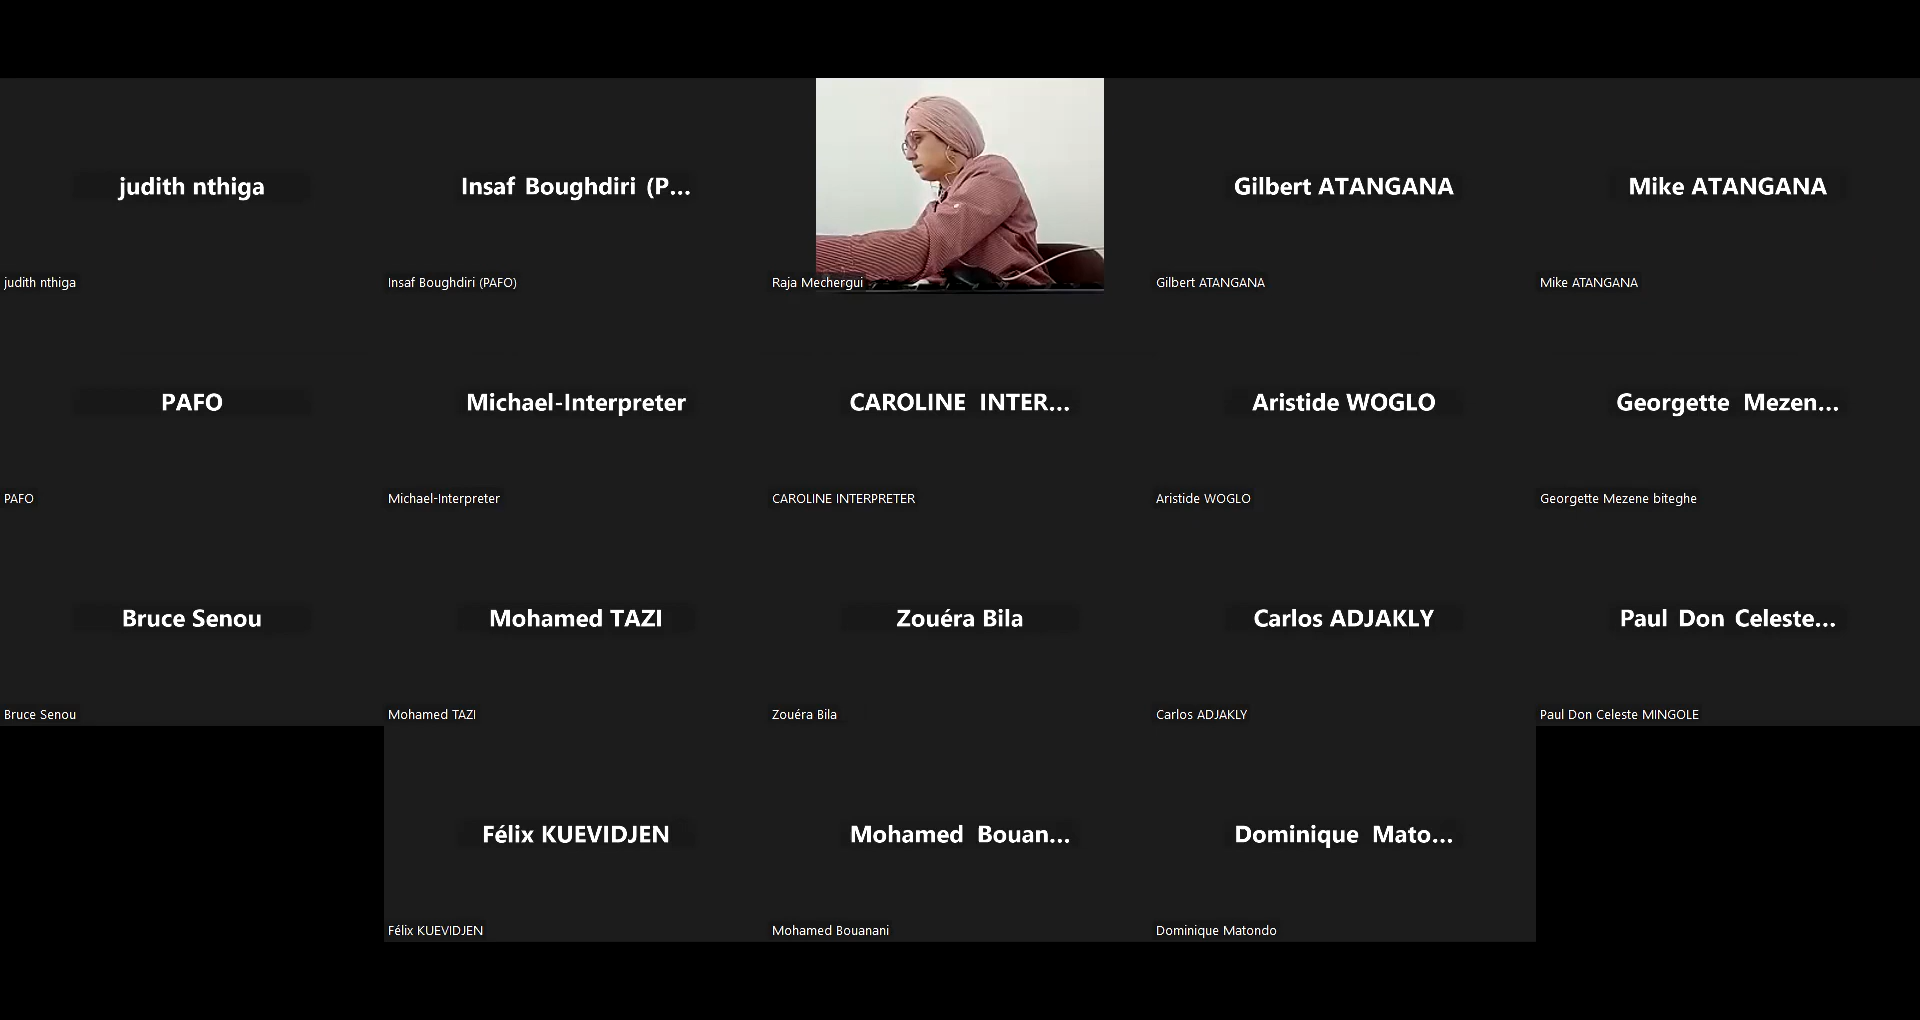 judith nthiga
judith nthiga
Insaf Boughdiri (P...
Insaf Boughdiri (PAFO)
Raja Mechergui
Gilbert ATANGANA
Gilbert ATANGANA
Mike ATANGANA
Mike ATANGANA
PAFO
PAFO
Michael-Interpreter
Michael-Interpreter
CAROLINE INTER...
CAROLINE INTERPRETER
Aristide WOGLO
Aristide WOGLO
Georgette Mezen...
Georgette Mezene biteghe
Bruce Senou
Bruce Senou
Mohamed TAZI
Mohamed TAZI
Zouéra Bila
Zouéra Bila
Carlos ADJAKLY
Carlos ADJAKLY
Paul Don Celeste...
Paul Don Celeste MINGOLE
Félix KUEVIDJEN
Félix KUEVIDJEN
Mohamed Bouan...
Mohamed Bouanani
Dominique Mato...
Dominique Matondo